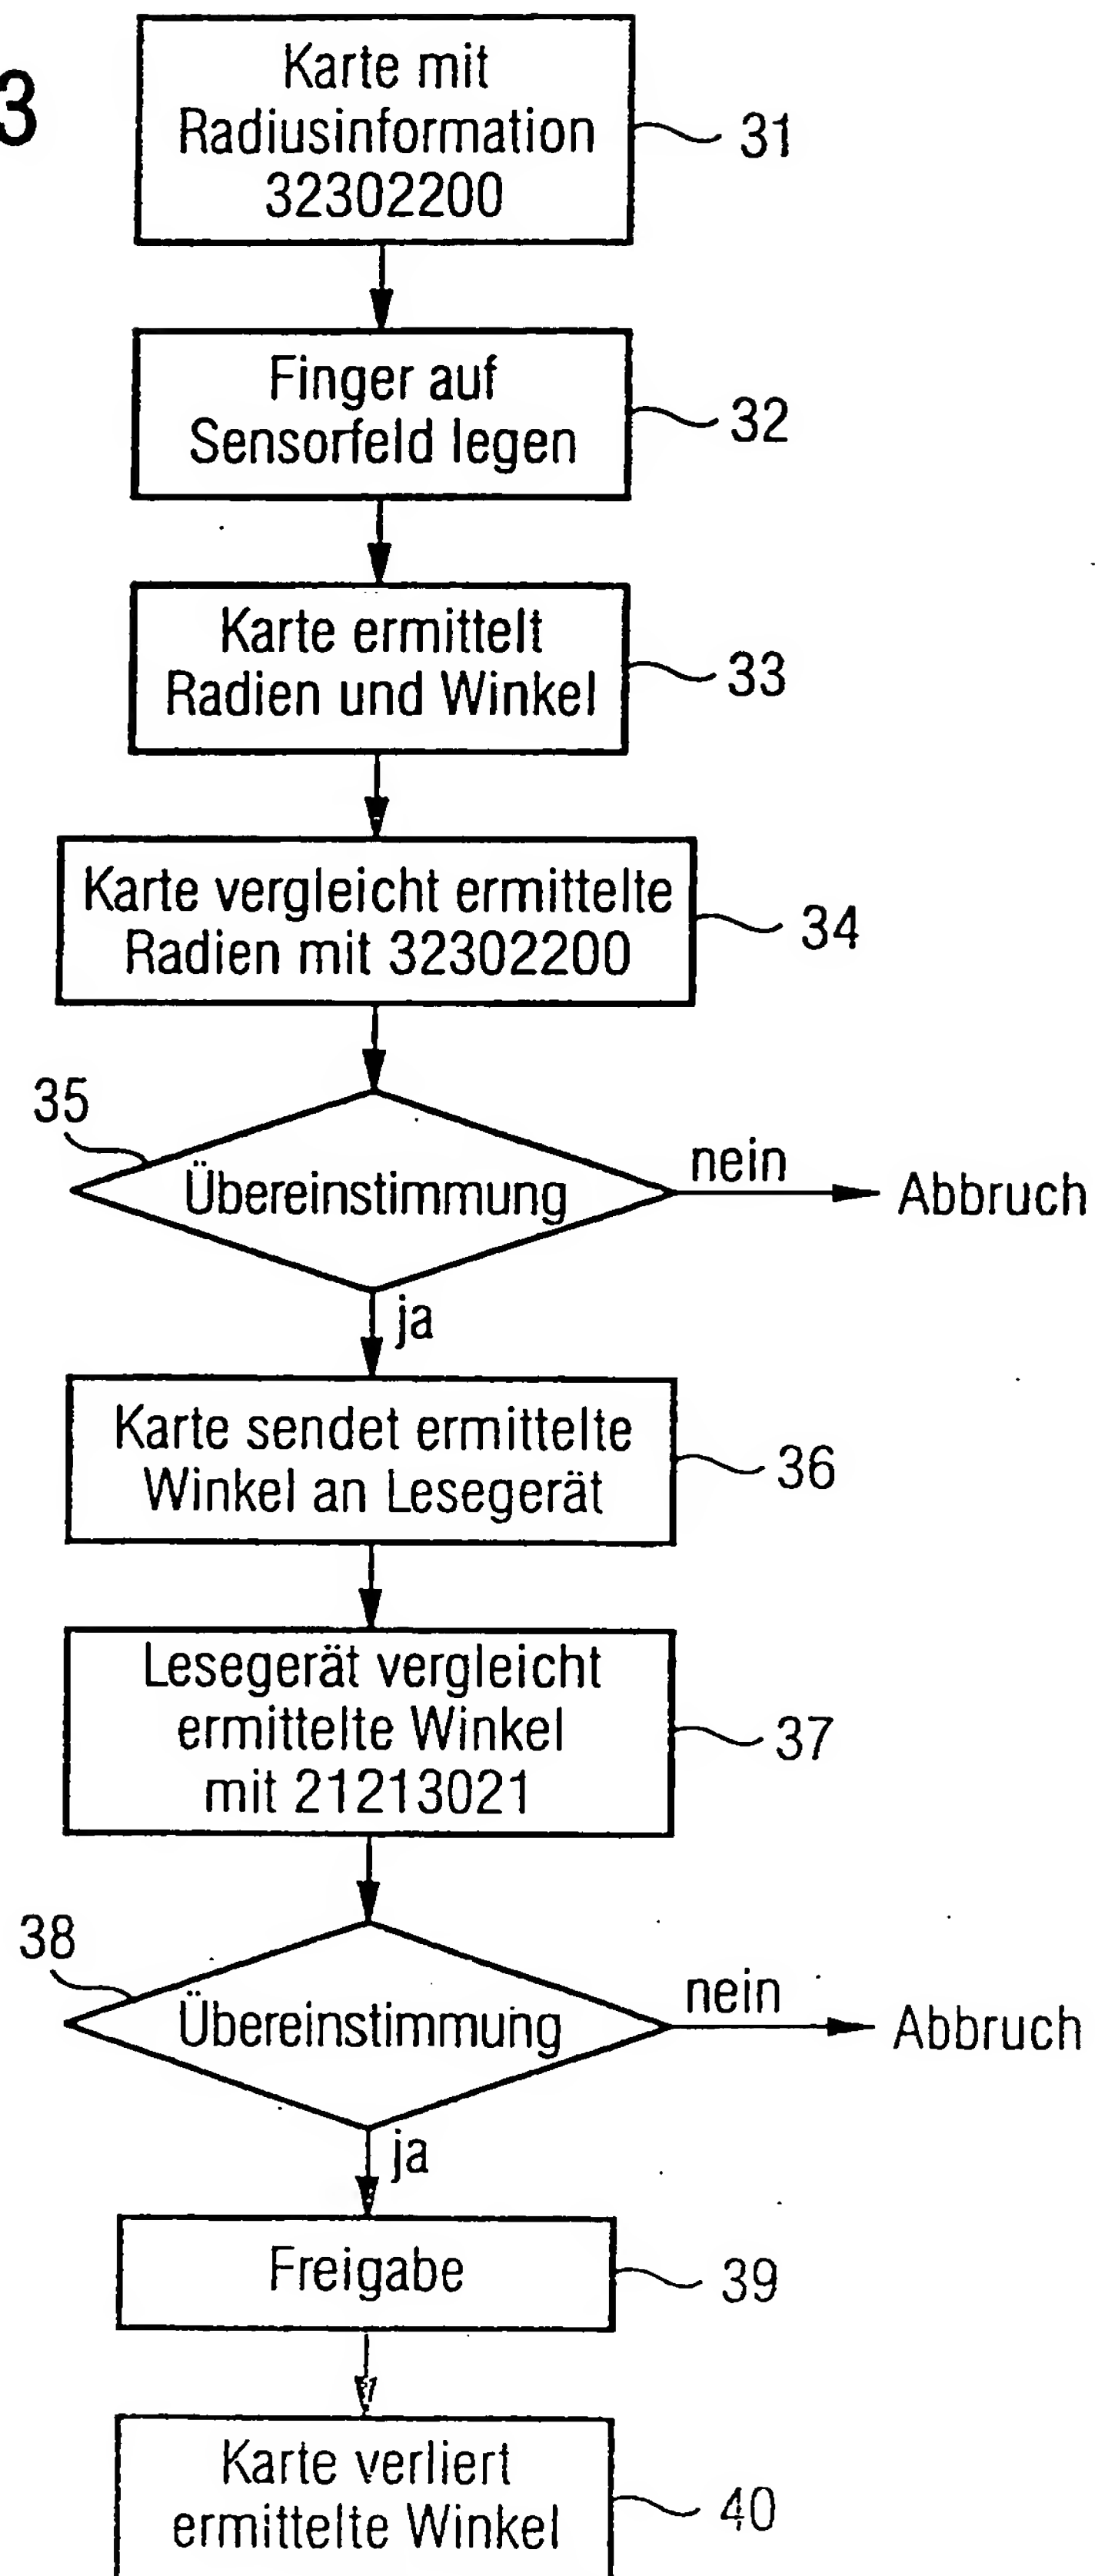 3
Karte mit
Radiusinformation
32302200
31
Finger auf
Sensorfeld legen
32
Karte ermittelt
Radien und Winkel
33
Karte vergleicht ermittelte
Radien mit 32302200
34
35
Übereinstimmung
nein
Abbruch
ja
Karte sendet ermittelte
Winkel an Lesegerät
36
Lesegerät vergleicht
ermittelte Winkel
mit 21213021
37
38
Übereinstimmung
nein
Abbruch
ja
Freigabe
39
Karte verliert
ermittelte Winkel
40